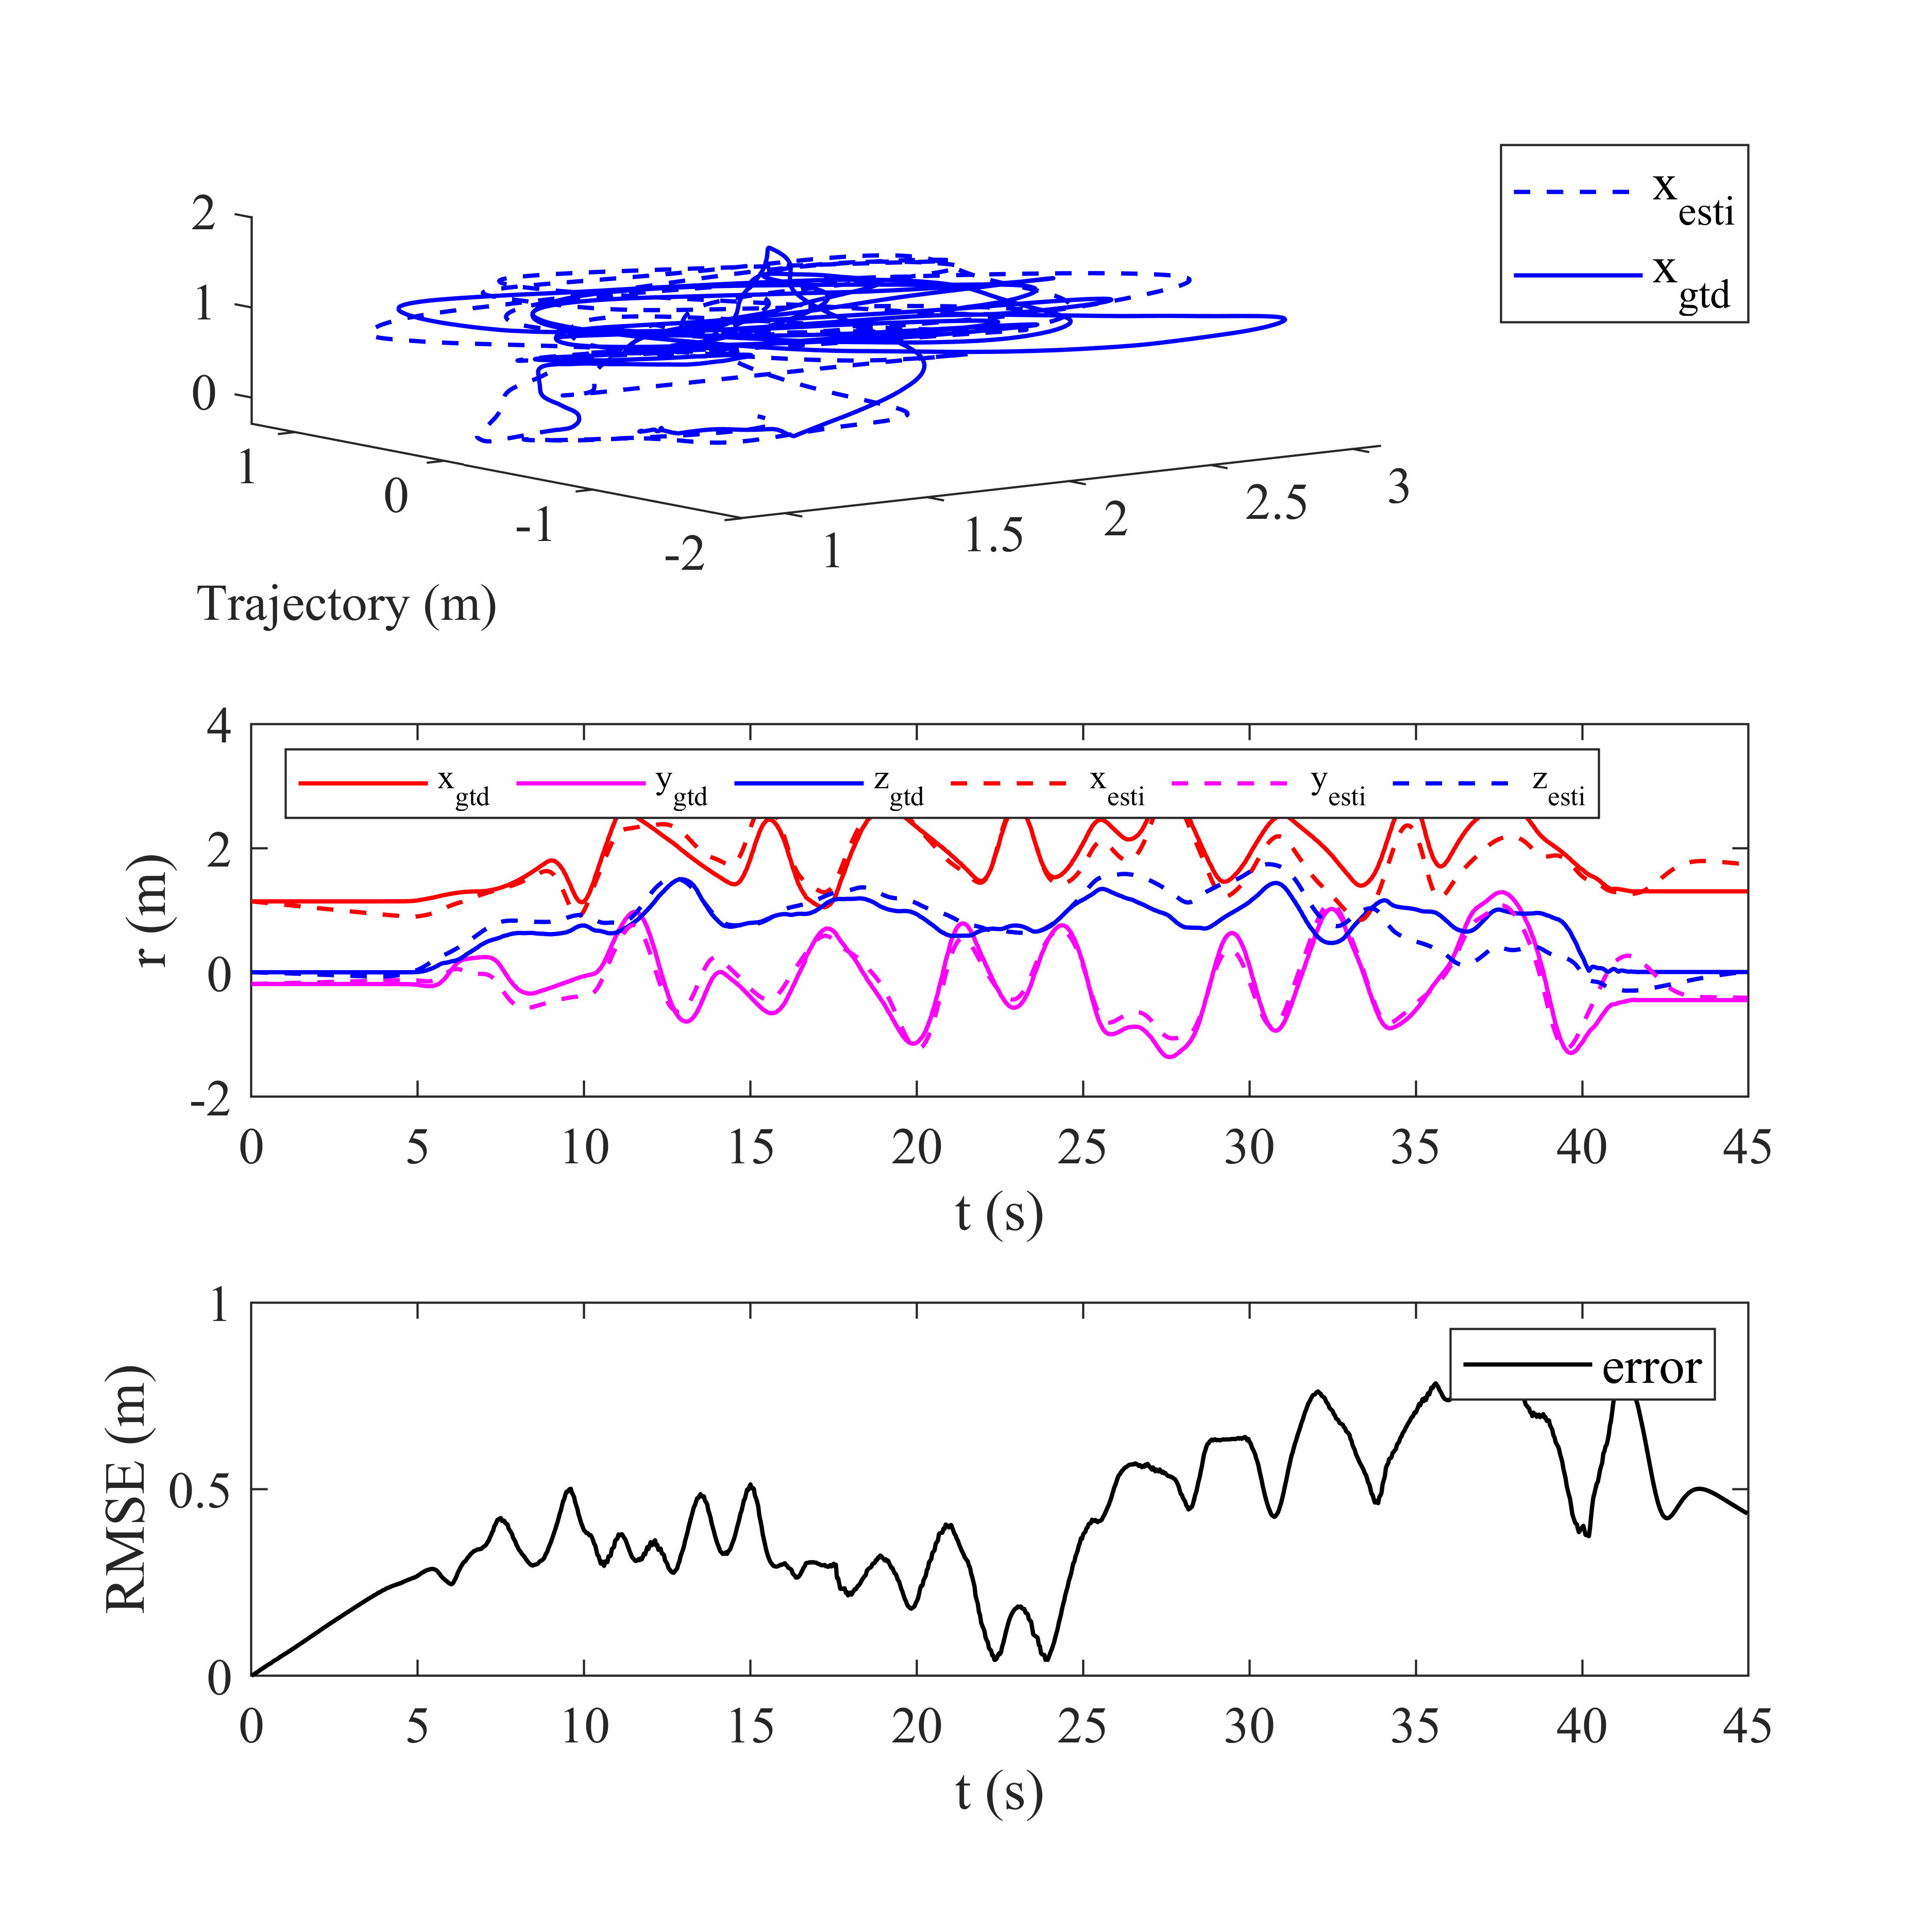 x_esti
x_gtd
2
1
0
1
0
-1
-2
1
1.5
2
2.5
3
Trajectory (m)
4
2
0
-2
r (m)
x_gtd y_gtd z_gtd x_esti y_esti z_esti
0 5 10 15 20 25 30 35 40 45
t (s)
1
0.5
0
RMSE (m)
error
0 5 10 15 20 25 30 35 40 45
t (s)